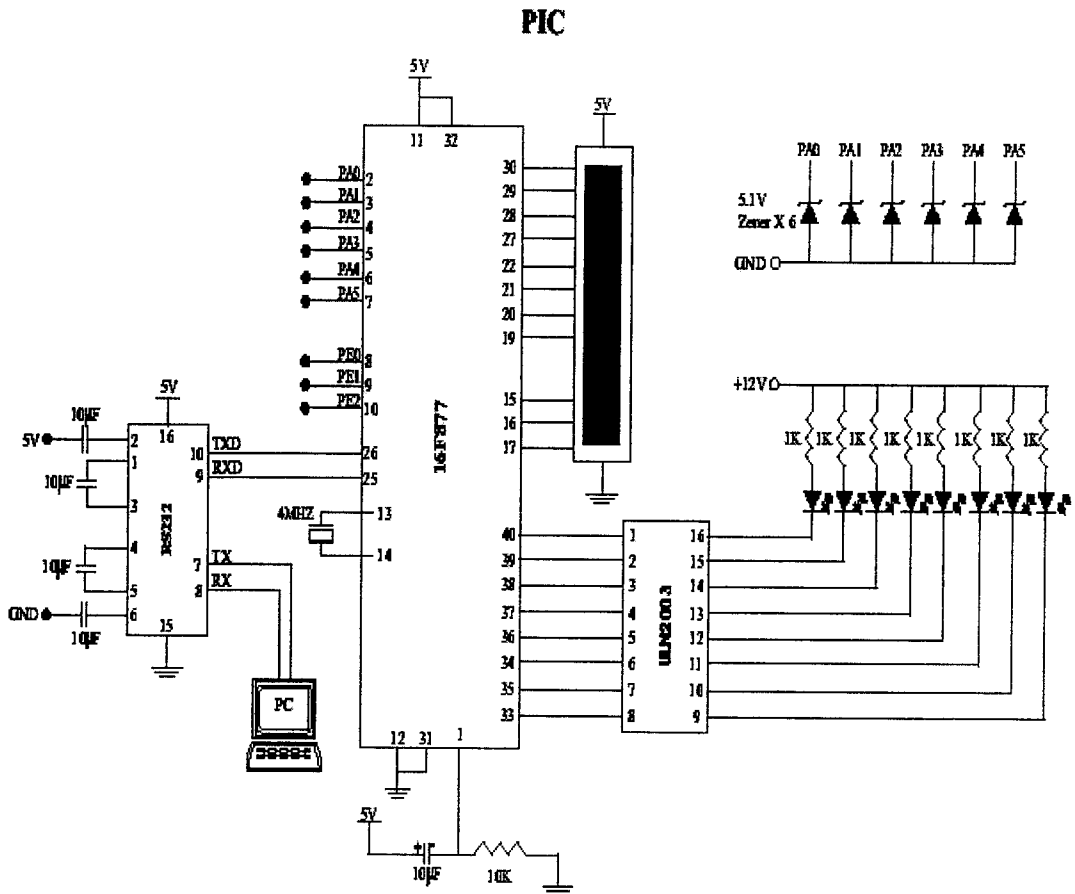 PIC
5V
11 32
5V
PA0 2
PA1 3
PA2 4
PA3 5
PA4 6
PA5 7
PE0 8
PE1 9
PE2 10
26
25
4MHZ
13
14
16F877
30
29
28
27
22
21
20
19
15
16
17
40
39
38
37
36
34
35
33
12 31 1
5V
10µF
10K
5V
16
10µF
5V
2
1
10µF
3
4
10µF
5
GND
6
10µF
15
RS232
10 TXD
9 RXD
7 TX
8 RX
PC
PA0 PA1 PA2 PA3 PA4 PA5
5.1V
Zener X 6
GND
+12V
1K 1K 1K 1K 1K 1K 1K 1K
ULN2003
1 16
2 15
3 14
4 13
5 12
6 11
7 10
8 9